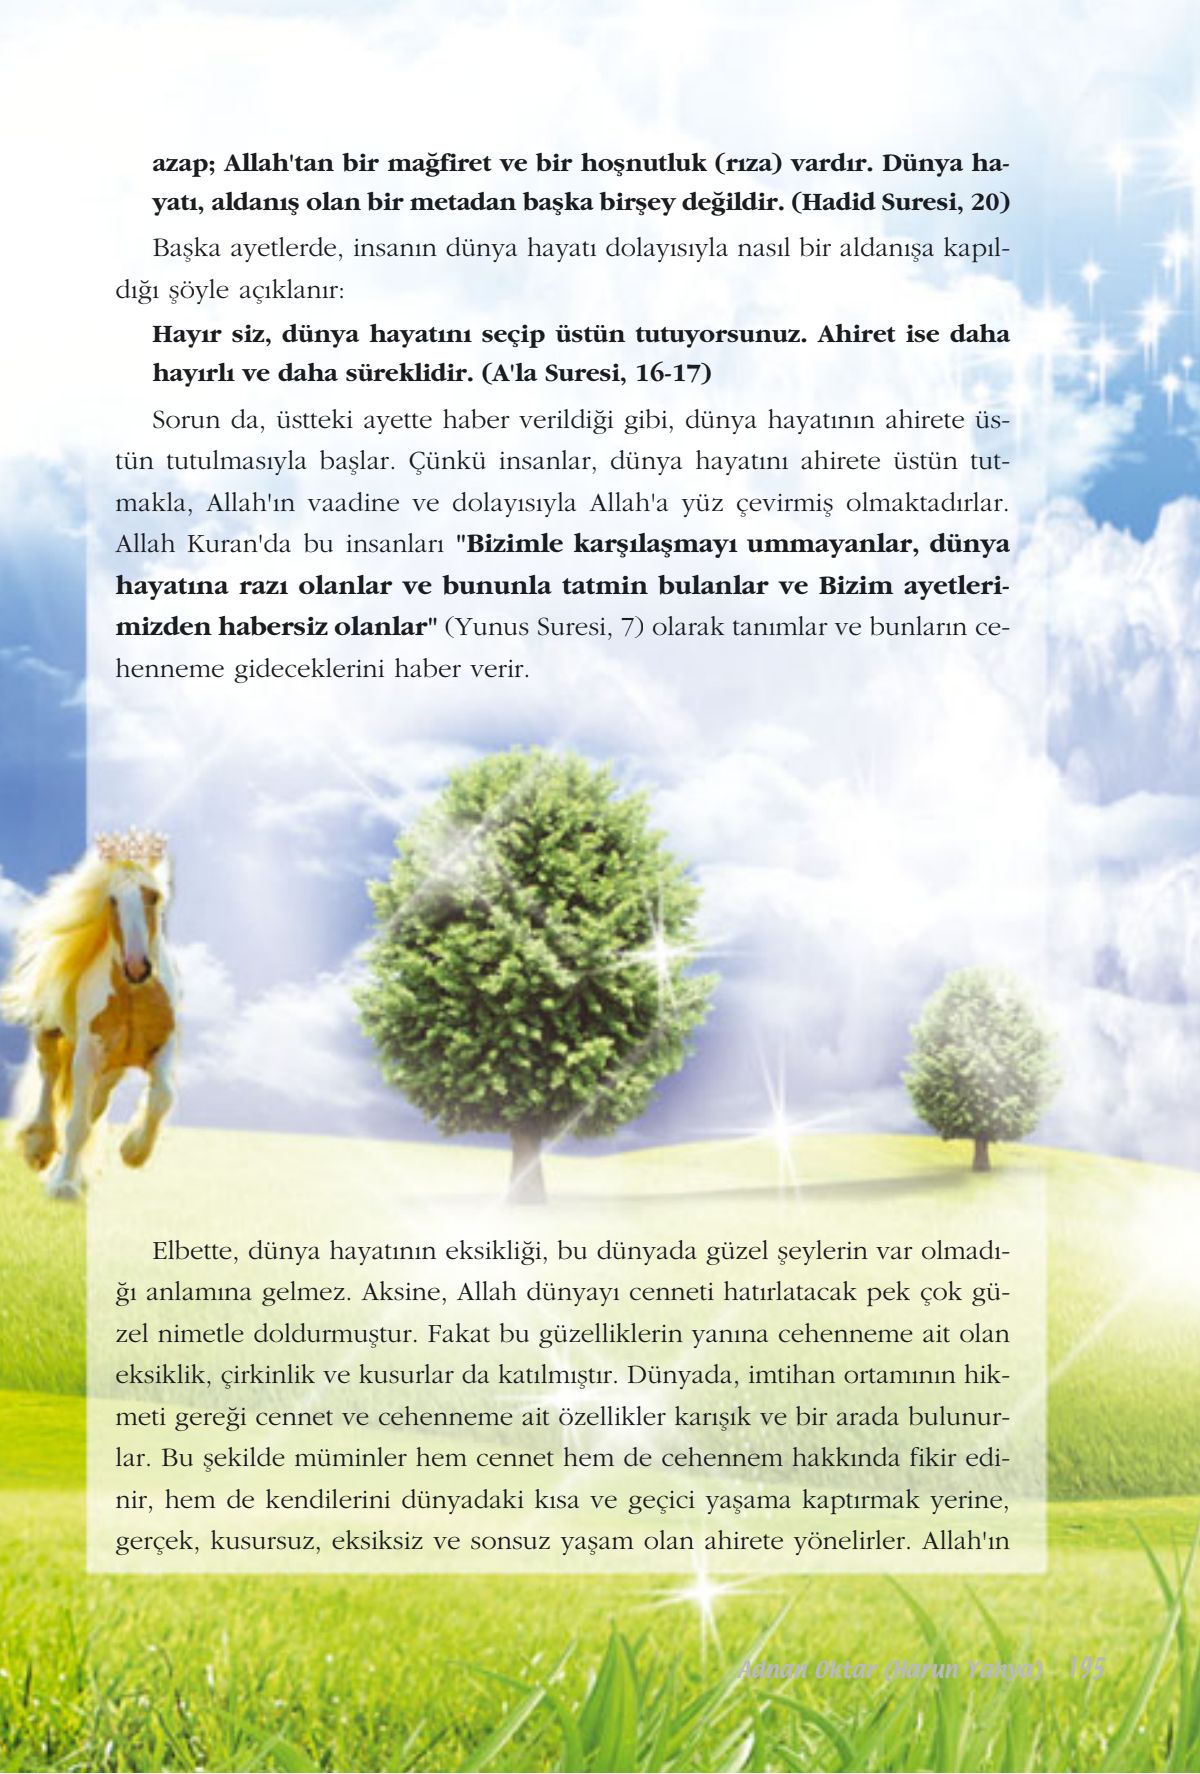 azap; Allah'tan bir mağfiret ve bir hoşnutluk (rıza) vardır. Dünya ha-
yatı, aldanış olan bir metadan başka birşey değildir. (Hadid Suresi, 20)
Başka ayetlerde, insanın dünya hayatı dolayısıyla nasıl bir aldanışa kapıl-
dığı şöyle açıklanır:
Hayır siz, dünya hayatını seçip üstün tutuyorsunuz. Ahiret ise daha
hayırlı ve daha süreklidir. (A'la Suresi, 16-17)
Sorun da, üstteki ayette haber verildiği gibi, dünya hayatının ahirete üs-
tün tutulmasıyla başlar. Çünkü insanlar, dünya hayatını ahirete üstün tut-
makla, Allah'ın vaadine ve dolayısıyla Allah'a yüz çevirmiş olmaktadırlar.
Allah Kuran'da bu insanları "Bizimle karşılaşmayı ummayanlar, dünya
hayatına razı olanlar ve bununla tatmin bulanlar ve Bizim ayetleri-
mizden habersiz olanlar" (Yunus Suresi, 7) olarak tanımlar ve bunların ce-
henneme gideceklerini haber verir.
Elbette, dünya hayatının eksikliği, bu dünyada güzel şeylerin var olmadı-
ğı anlamına gelmez. Aksine, Allah dünyayı cenneti hatırlatacak pek çok gü-
zel nimetle doldurmuştur. Fakat bu güzelliklerin yanına cehenneme ait olan
eksiklik, çirkinlik ve kusurlar da katılmıştır. Dünyada, imtihan ortamının hik-
meti gereği cennet ve cehenneme ait özellikler karışık ve bir arada bulunur-
lar. Bu şekilde müminler hem cennet hem de cehennem hakkında fikir edi-
nir, hem de kendilerini dünyadaki kısa ve geçici yaşama kaptırmak yerine,
gerçek, kusursuz, eksiksiz ve sonsuz yaşam olan ahirete yönelirler. Allah'ın
Adnan Oktar (Harun Yahya) 195